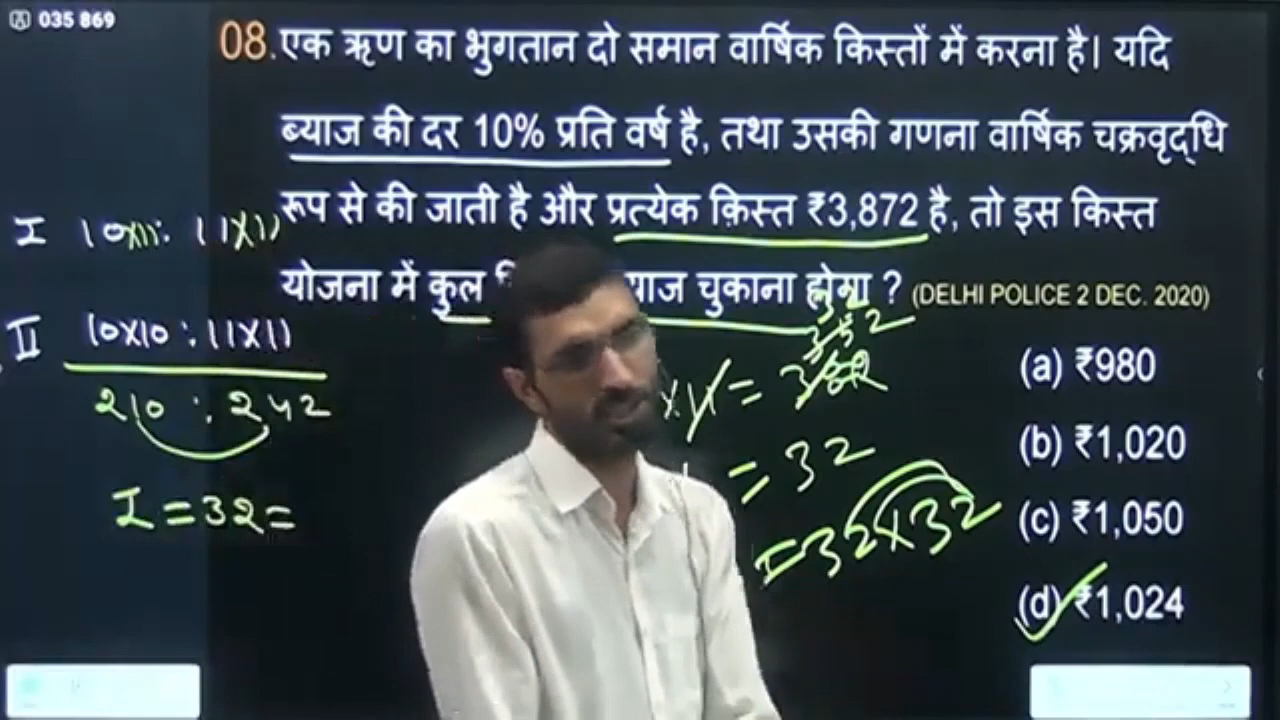 035 869
08. एक ऋण का भुगतान दो समान वार्षिक किस्तों में करना है। यदि
ब्याज की दर 10% प्रति वर्ष है, तथा उसकी गणना वार्षिक चक्रवृद्धि
रूप से की जाती है और प्रत्येक क़िस्त ₹3,872 है, तो इस किस्त
योजना में कुल चुकाना होगा ? (DELHI POLICE 2 DEC. 2020)
I 10x11: 11x11
II 10x10 : 11x11
210 : 242
I = 32 =
= 32
= 32x32
(a) ₹980
(b) ₹1,020
(c) ₹1,050
(d) ₹1,024